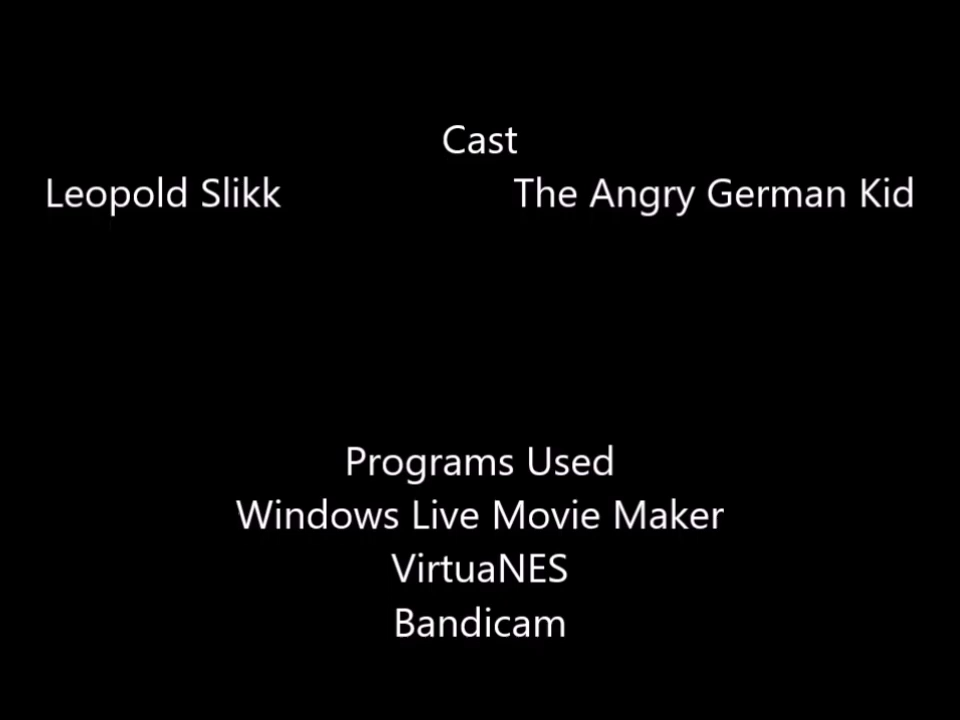 Cast
Leopold Slikk The Angry German Kid
Programs Used
Windows Live Movie Maker
VirtuaNES
Bandicam